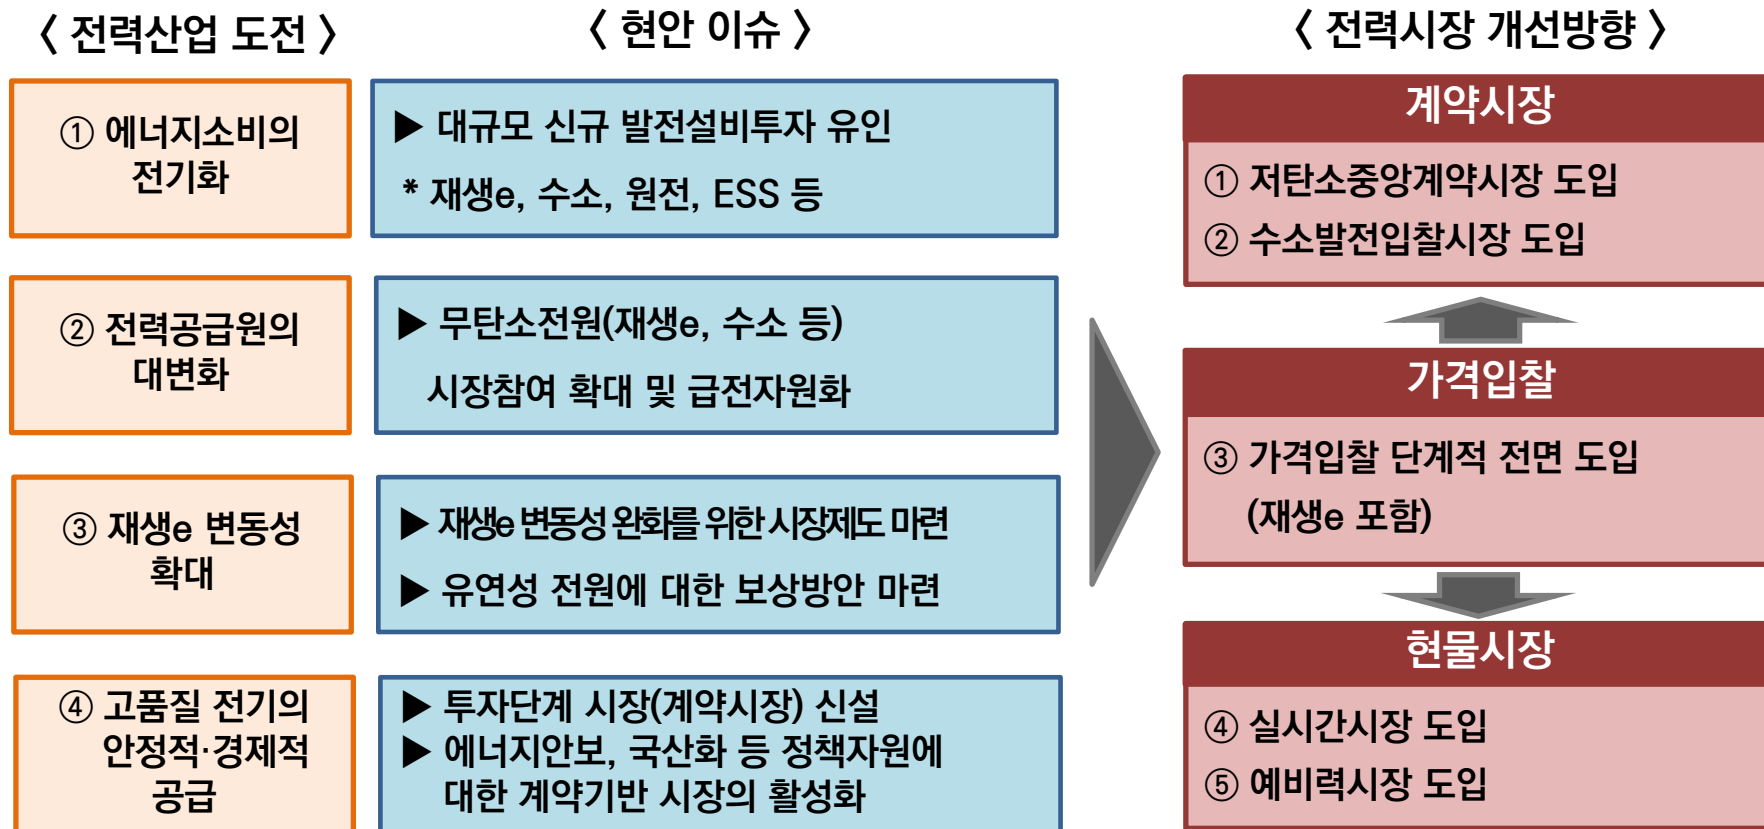 〈 전력산업 도전 〉
〈 현안 이슈 〉
〈 전력시장 개선방향 〉
① 에너지소비의
전기화
▶ 대규모 신규 발전설비투자 유인
* 재생e, 수소, 원전, ESS 등
② 전력공급원의
대변화
▶ 무탄소전원(재생e, 수소 등)
시장참여 확대 및 급전자원화
③ 재생e 변동성
확대
▶ 재생e 변동성 완화를 위한 시장제도 마련
▶ 유연성 전원에 대한 보상방안 마련
④ 고품질 전기의
안정적·경제적
공급
▶ 투자단계 시장(계약시장) 신설
▶ 에너지안보, 국산화 등 정책자원에
대한 계약기반 시장의 활성화
계약시장
① 저탄소중앙계약시장 도입
② 수소발전입찰시장 도입
가격입찰
③ 가격입찰 단계적 전면 도입
(재생e 포함)
현물시장
④ 실시간시장 도입
⑤ 예비력시장 도입